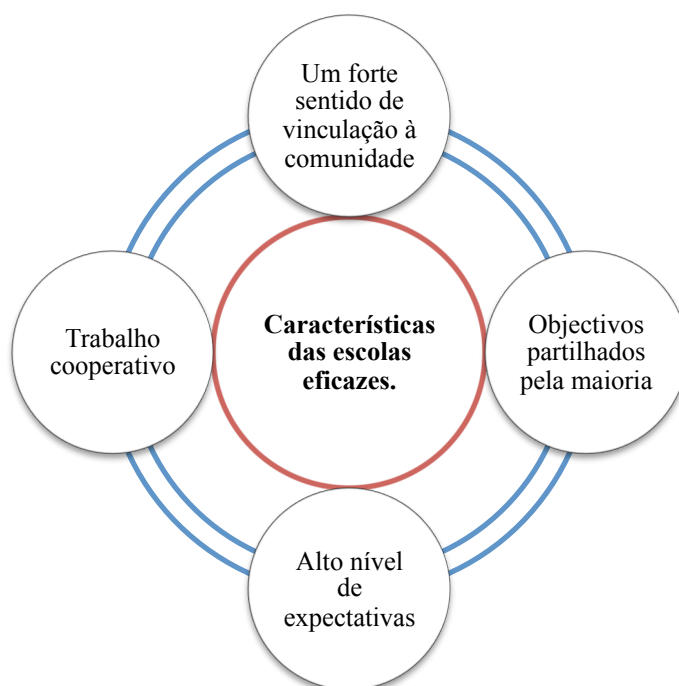 Um forte
sentido de
vinculação à
comunidade
Trabalho
cooperativo
Características
das escolas
eficazes.
Objectivos
partilhados
pela maioria
Alto nível
de
expectativas